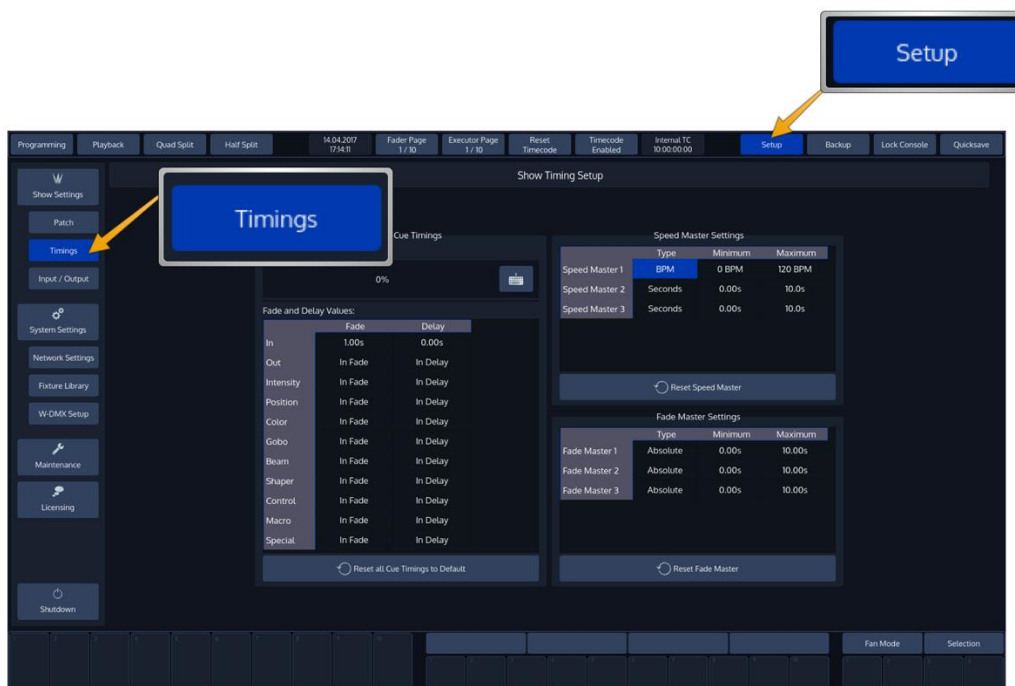 Setup
Programming
Playback
Quad Split
Half Split
14.04.2017
17:14:11
Fader Page
1 / 10
Executor Page
1 / 10
Reset
Timecode
Timecode
Enabled
Internal TC
10:00:00:00
Setup
Backup
Lock Console
Quicksave
Show Timing Setup
Show Settings
Patch
Timings
Input / Output
System Settings
Network Settings
Fixture Library
W-DMX Setup
Maintenance
Licensing
Shutdown
Timings
Cue Timings
0%
Fade and Delay Values:
Fade Delay
In 1.00s 0.00s
Out In Fade In Delay
Intensity In Fade In Delay
Position In Fade In Delay
Color In Fade In Delay
Gobo In Fade In Delay
Beam In Fade In Delay
Shaper In Fade In Delay
Control In Fade In Delay
Macro In Fade In Delay
Special In Fade In Delay
Reset all Cue Timings to Default
Speed Master Settings
Type Minimum Maximum
Speed Master 1 BPM 0 BPM 120 BPM
Speed Master 2 Seconds 0.00s 10.0s
Speed Master 3 Seconds 0.00s 10.0s
Reset Speed Master
Fade Master Settings
Type Minimum Maximum
Fade Master 1 Absolute 0.00s 10.00s
Fade Master 2 Absolute 0.00s 10.00s
Fade Master 3 Absolute 0.00s 10.00s
Reset Fade Master
Fan Mode
Selection